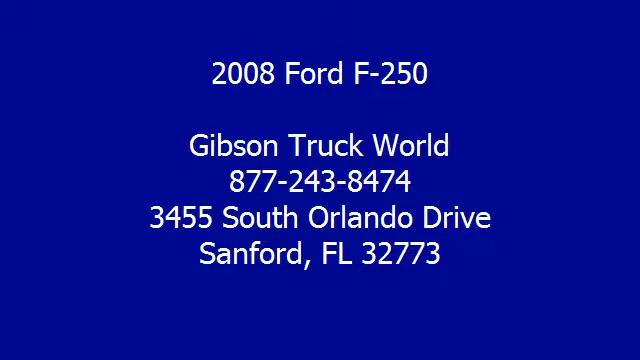 2008 Ford F-250
Gibson Truck World
877-243-8474
3455 South Orlando Drive
Sanford, FL 32773